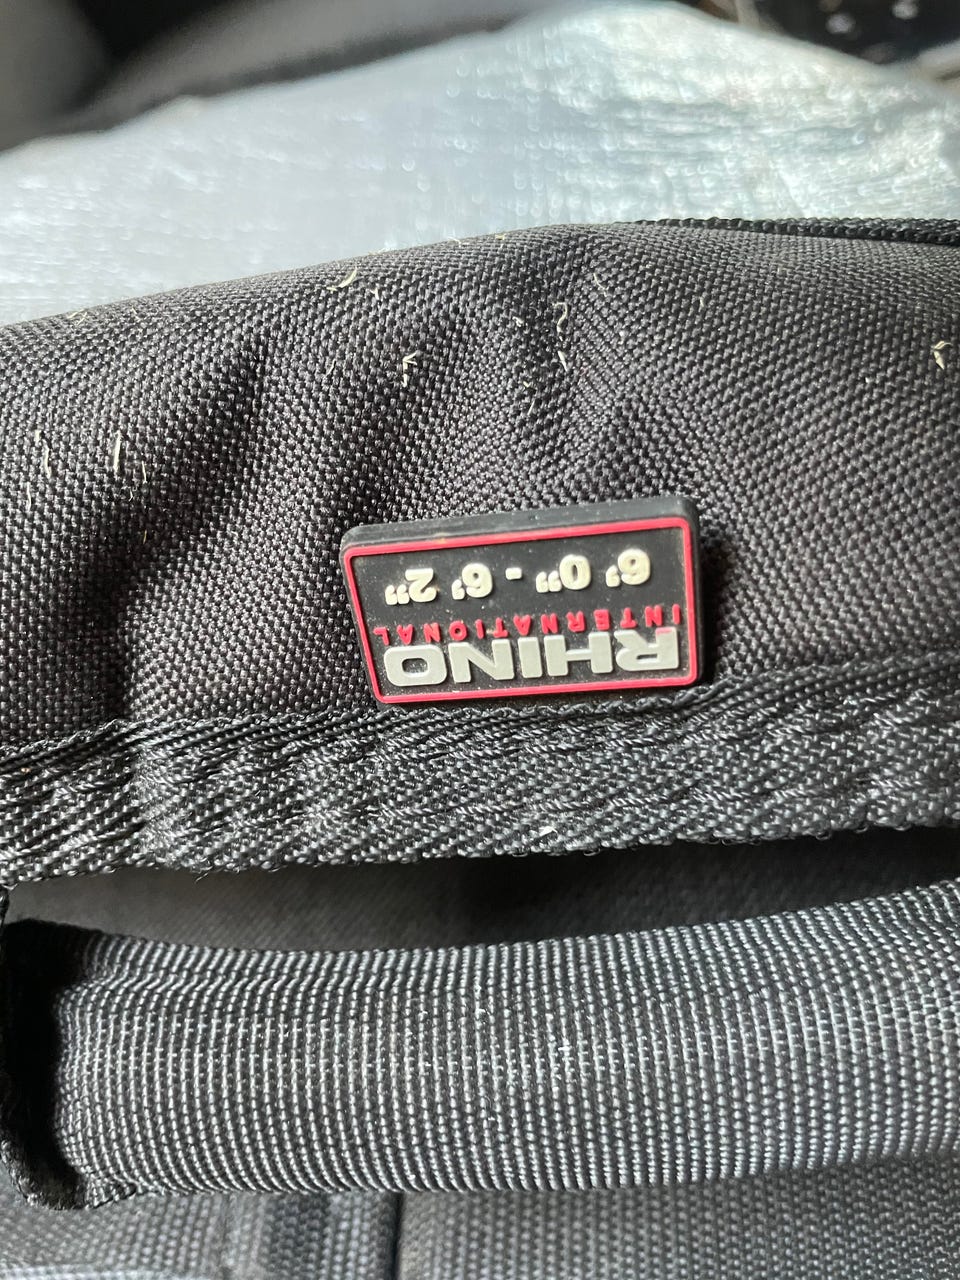 RHINO
INTERNATIONAL
6’ 0” - 6’ 2”